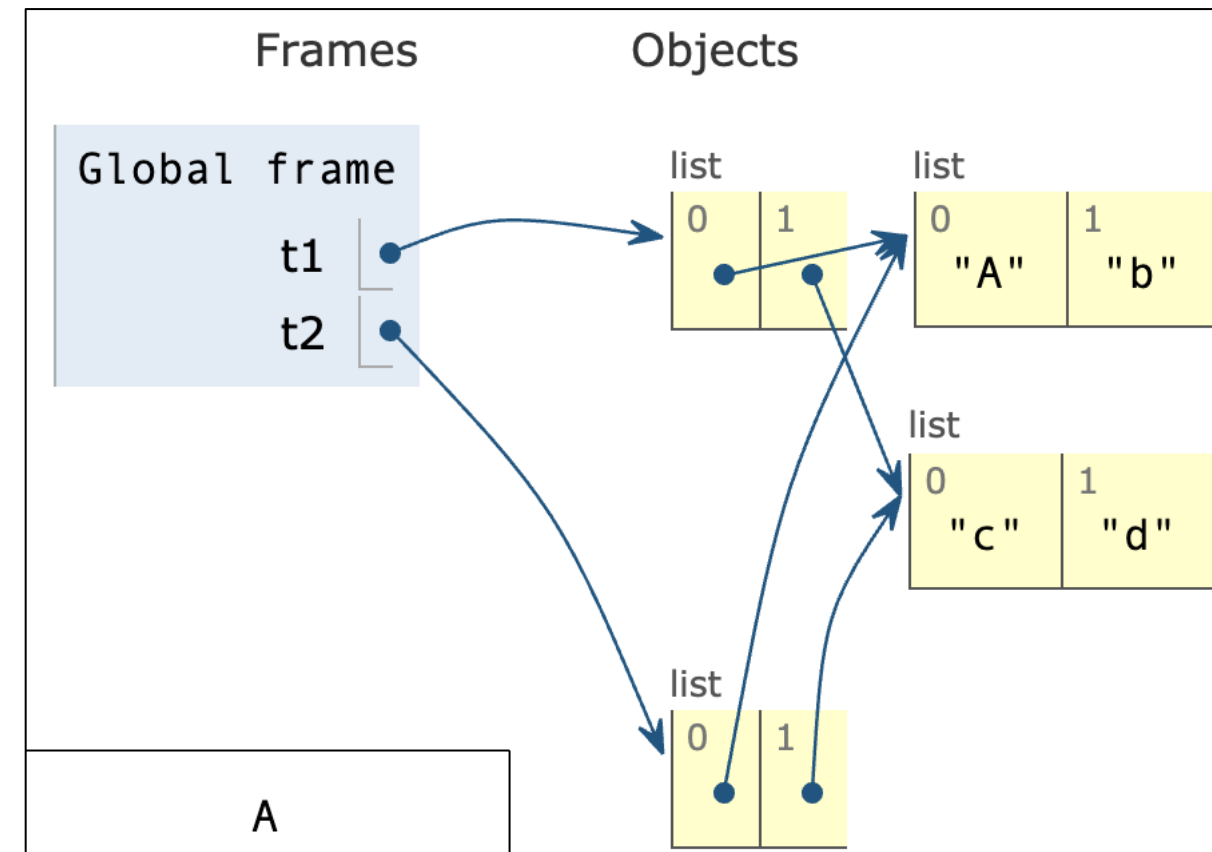 Frames Objects
Global frame
t1
t2
list
0 1
list
0 1
"A" "b"
list
0 1
"c" "d"
list
0 1
A